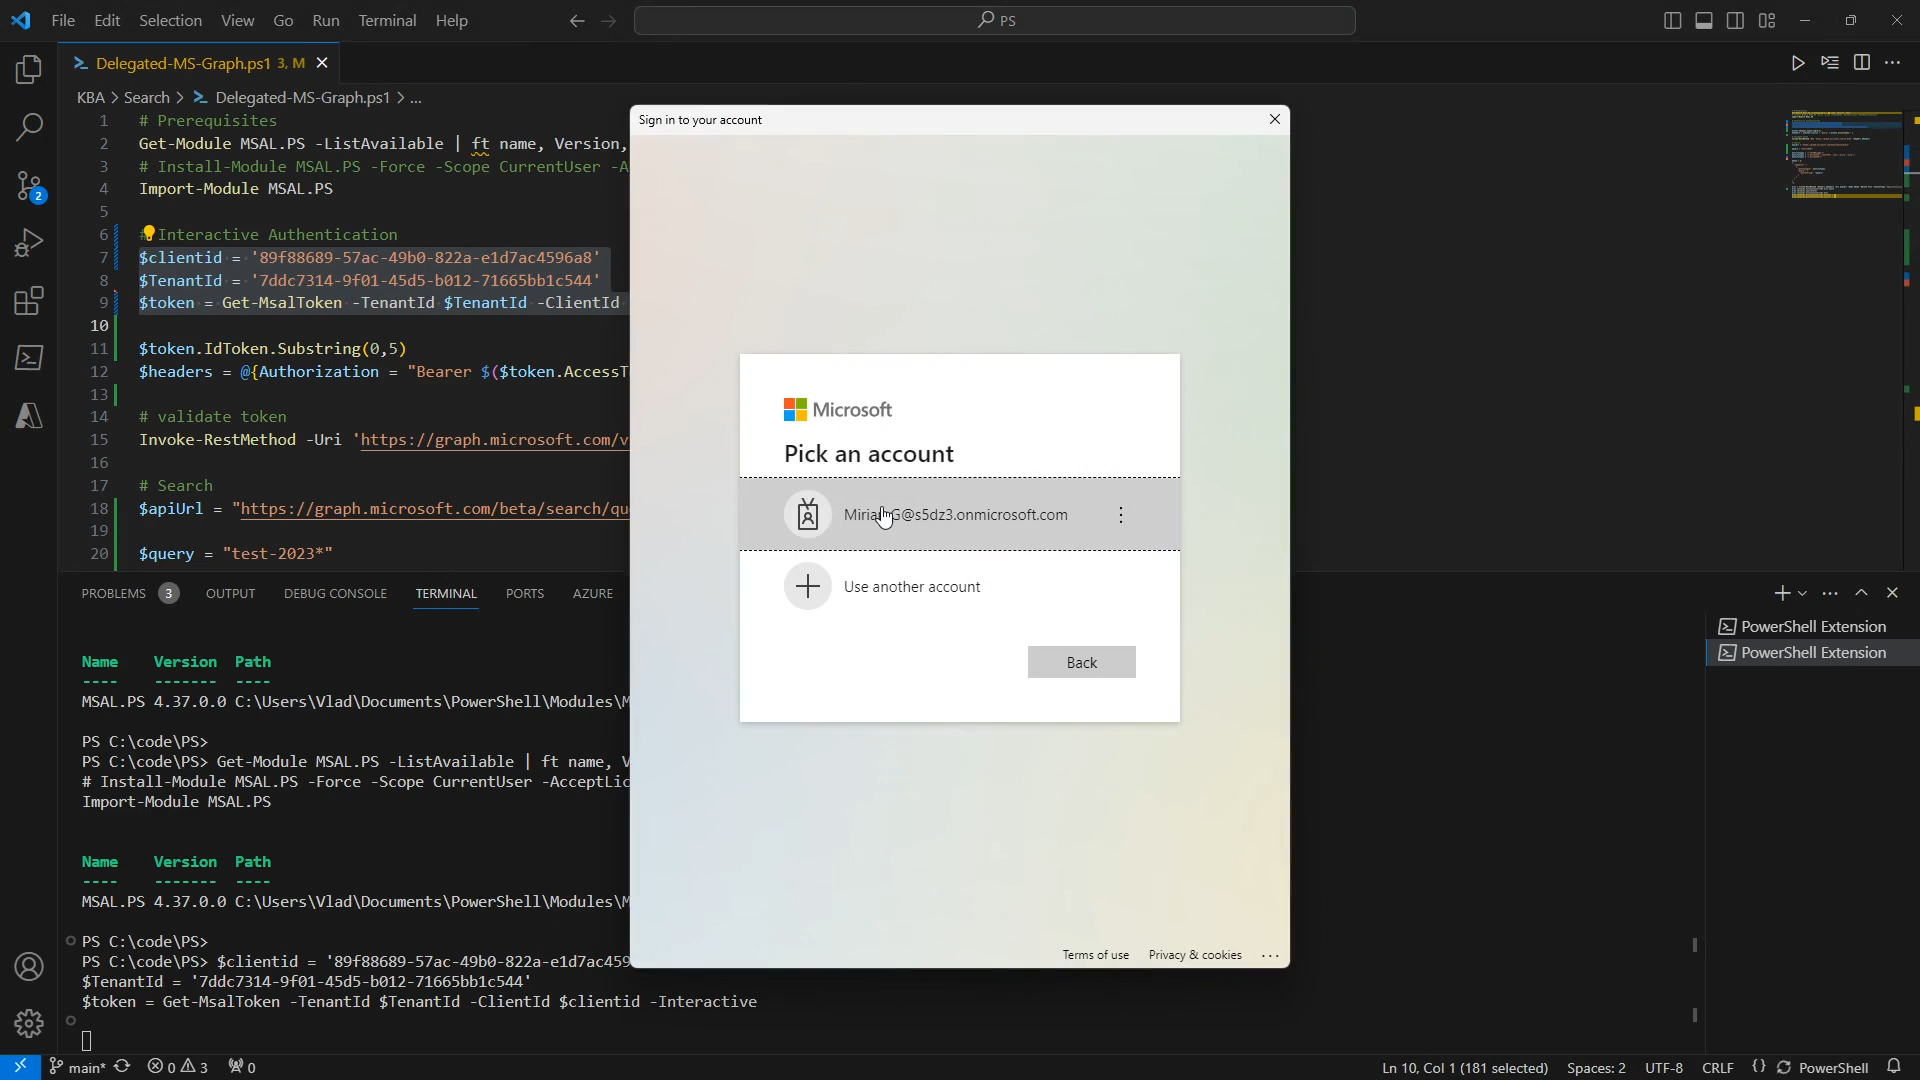 File Edit Selection View Go Run Terminal Help
PS
Delegated-MS-Graph.ps1 3, M
KBA > Search > Delegated-MS-Graph.ps1 > ...
1 # Prerequisites
2 Get-Module MSAL.PS -ListAvailable | ft name, Version,
3 # Install-Module MSAL.PS -Force -Scope CurrentUser -A
4 Import-Module MSAL.PS
5
6 # Interactive Authentication
7 $clientid = '89f88689-57ac-49b0-822a-e1d7ac4596a8'
8 $TenantId = '7ddc7314-9f01-45d5-b012-71665bb1c544'
9 $token = Get-MsalToken -TenantId $TenantId -ClientId
10
11 $token.IdToken.Substring(0,5)
12 $headers = @{Authorization = "Bearer $($token.AccessT
13
14 # validate token
15 Invoke-RestMethod -Uri 'https://graph.microsoft.com/v
16
17 # Search
18 $apiUrl = "https://graph.microsoft.com/beta/search/qu
19
20 $query = "test-2023*"
Sign in to your account
Microsoft
Pick an account
@s5dz3.onmicrosoft.com
Use another account
Back
Terms of use Privacy & cookies ...
PROBLEMS 3 OUTPUT DEBUG CONSOLE TERMINAL PORTS AZURE
PowerShell Extension
PowerShell Extension
Name Version Path
---- ------- ----
MSAL.PS 4.37.0.0 C:\Users\Vlad\Documents\PowerShell\Modules\M
PS C:\code\PS>
PS C:\code\PS> Get-Module MSAL.PS -ListAvailable | ft name, V
# Install-Module MSAL.PS -Force -Scope CurrentUser -AcceptLic
Import-Module MSAL.PS
Name Version Path
---- ------- ----
MSAL.PS 4.37.0.0 C:\Users\Vlad\Documents\PowerShell\Modules\M
PS C:\code\PS>
PS C:\code\PS> $clientid = '89f88689-57ac-49b0-822a-e1d7ac459
$TenantId = '7ddc7314-9f01-45d5-b012-71665bb1c544'
$token = Get-MsalToken -TenantId $TenantId -ClientId $clientid -Interactive
2
main* 0 3 0
Ln 10, Col 1 (181 selected) Spaces: 2 UTF-8 CRLF {} PowerShell